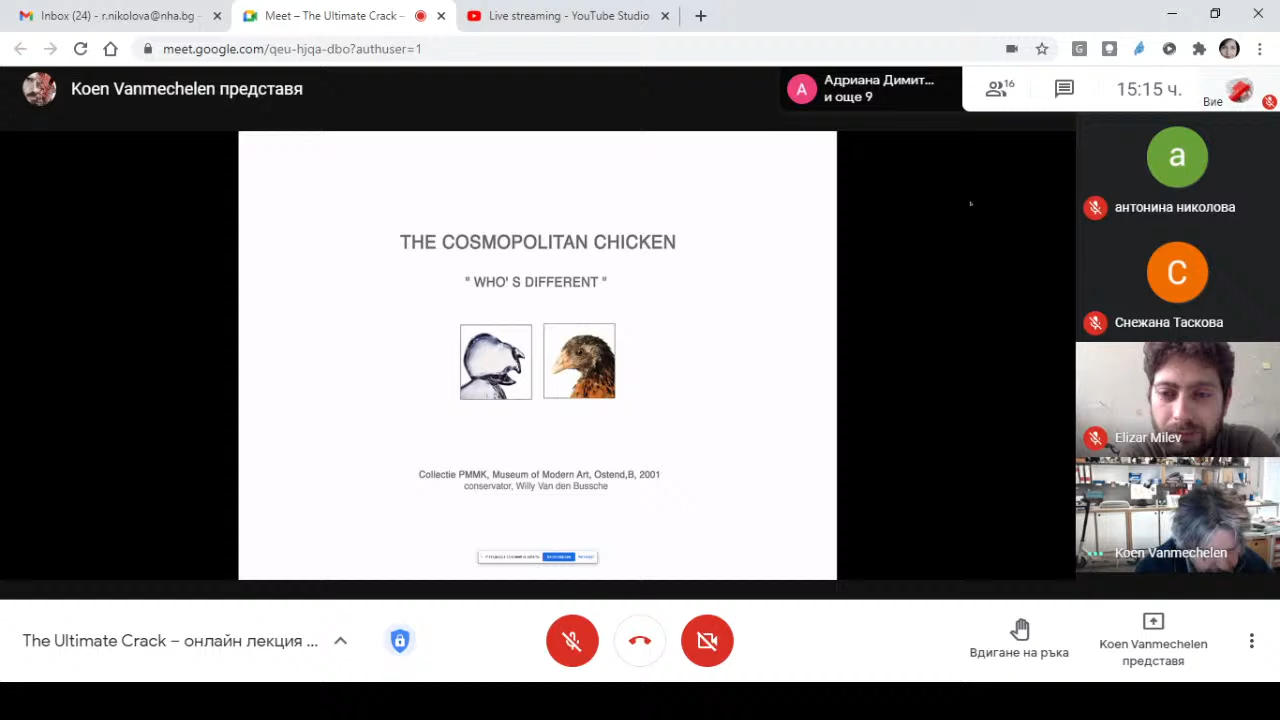 Inbox (24) - r.nikolova@nha.bg -
Meet – The Ultimate Crack –
Live streaming - YouTube Studio
meet.google.com/qeu-hjqa-dbo?authuser=1
Koen Vanmechelen представя
А
Адриана Димит...
и още 9
16
15:15 ч.
Вие
а
антонина николова
С
Снежана Таскова
Elizar Milev
Koen Vanmechelen
THE COSMOPOLITAN CHICKEN
" WHO' S DIFFERENT "
Collectie PMMK, Museum of Modern Art, Ostend,B, 2001
conservator, Willy Van den Bussche
The Ultimate Crack – онлайн лекция ...
Вдигане на ръка
Koen Vanmechelen
представя